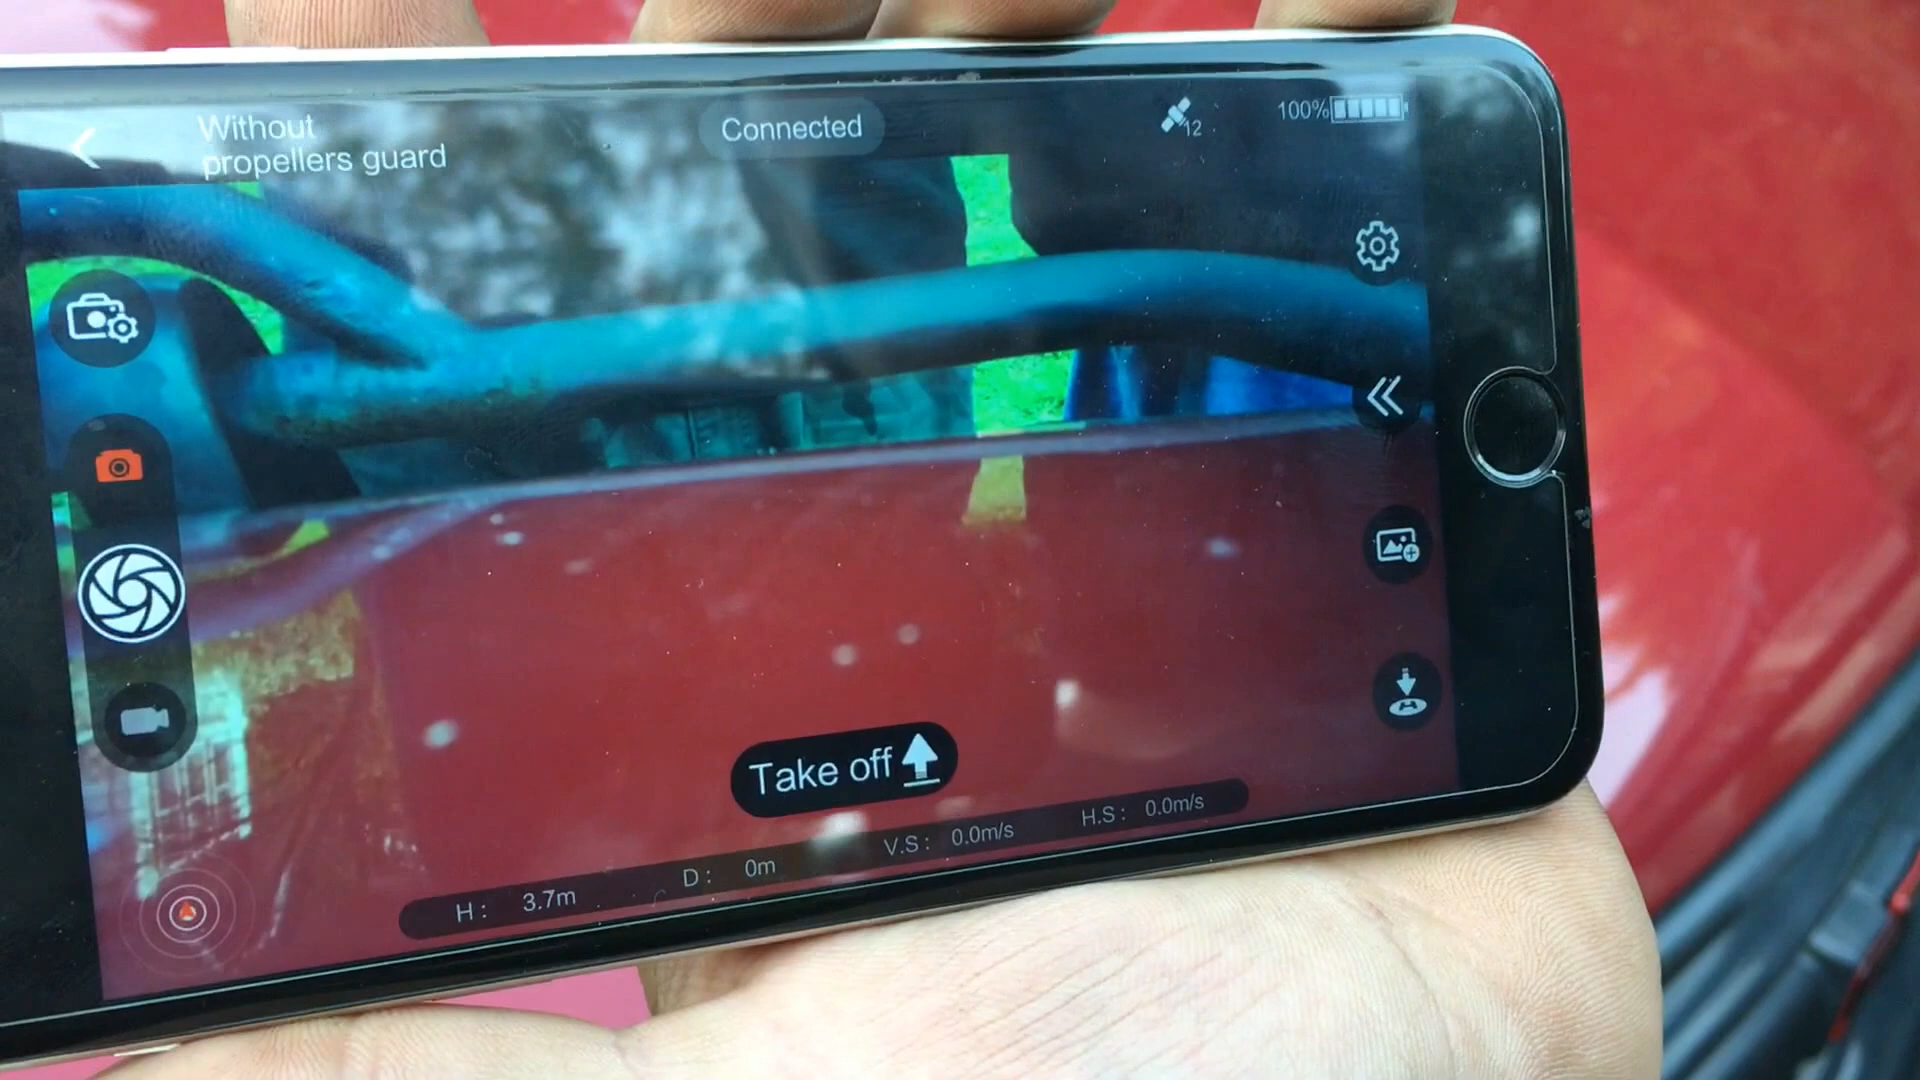 Without
propellers guard
Connected
12
100%
Take off
H : 3.7m D : 0m V.S : 0.0m/s H.S : 0.0m/s